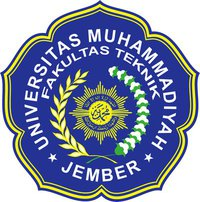 UNIVERSITAS MUHAMMADIYAH
FAKULTAS TEKNIK
JEMBER